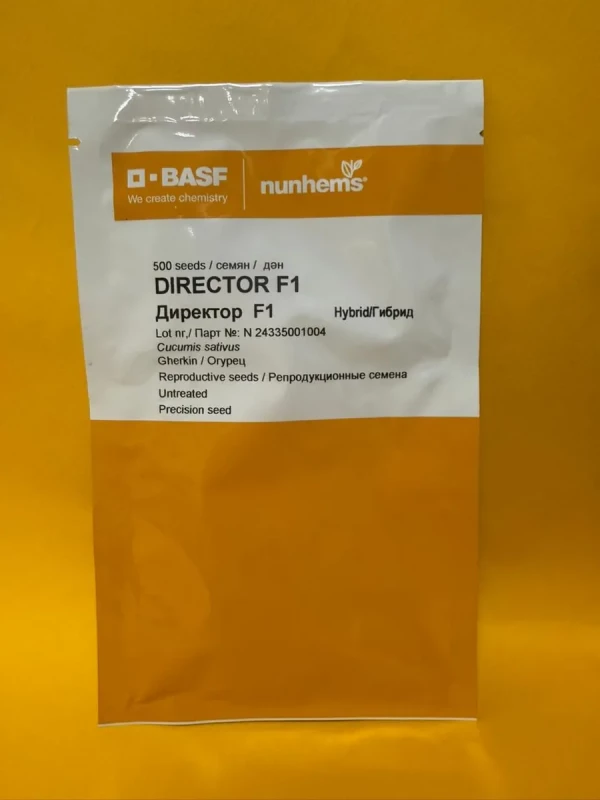 BASF
We create chemistry
nunhems®
500 seeds / семян / дән
DIRECTOR F1
Директор F1 Hybrid/Гибрид
Lot nr,/ Парт №: N 24335001004
Cucumis sativus
Gherkin / Огурец
Reproductive seeds / Репродукционные семена
Untreated
Precision seed